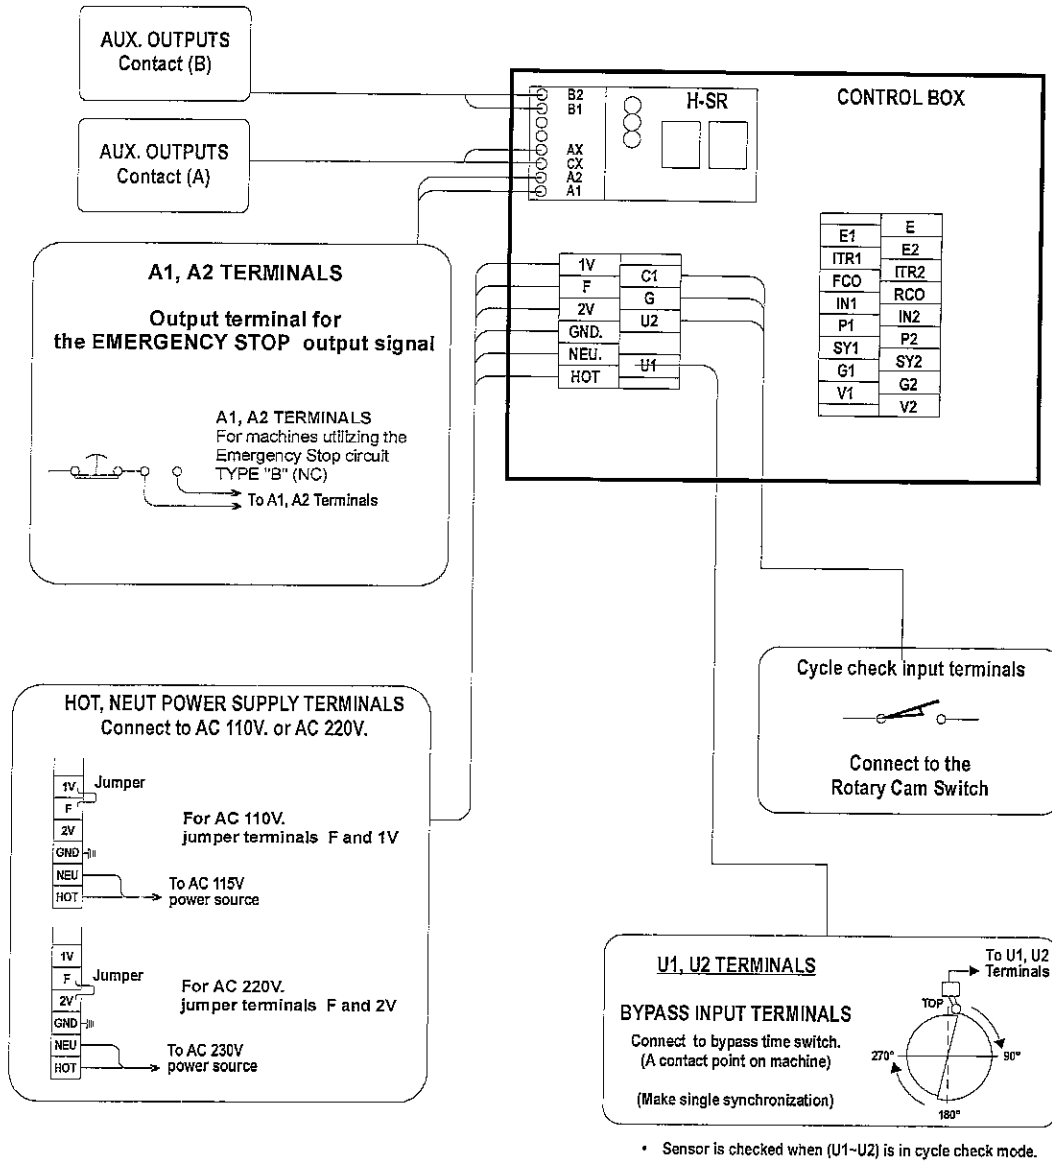 AUX. OUTPUTS
Contact (B)
AUX. OUTPUTS
Contact (A)
B2
B1
AX
CX
A2
A1
H-SR
CONTROL BOX
1V
F
2V
GND.
NEU.
HOT
C1
G
U2
U1
E1
ITR1
FCO
IN1
P1
SY1
G1
V1
E
E2
ITR2
RCO
IN2
P2
SY2
G2
V2
A1, A2 TERMINALS
Output terminal for
the EMERGENCY STOP output signal
A1, A2 TERMINALS
For machines utilizing the
Emergency Stop circuit
TYPE "B" (NC)
To A1, A2 Terminals
HOT, NEUT POWER SUPPLY TERMINALS
Connect to AC 110V. or AC 220V.
1V
F
2V
GND
NEU
HOT
Jumper
For AC 110V.
jumper terminals F and 1V
To AC 115V
power source
1V
F
2V
GND
NEU
HOT
Jumper
For AC 220V.
jumper terminals F and 2V
To AC 230V
power source
Cycle check input terminals
Connect to the
Rotary Cam Switch
U1, U2 TERMINALS
BYPASS INPUT TERMINALS
Connect to bypass time switch.
(A contact point on machine)
(Make single synchronization)
To U1, U2
Terminals
TOP
270°
90°
180°
• Sensor is checked when (U1~U2) is in cycle check mode.